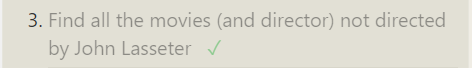 3. Find all the movies (and director) not directed
by John Lasseter ✓